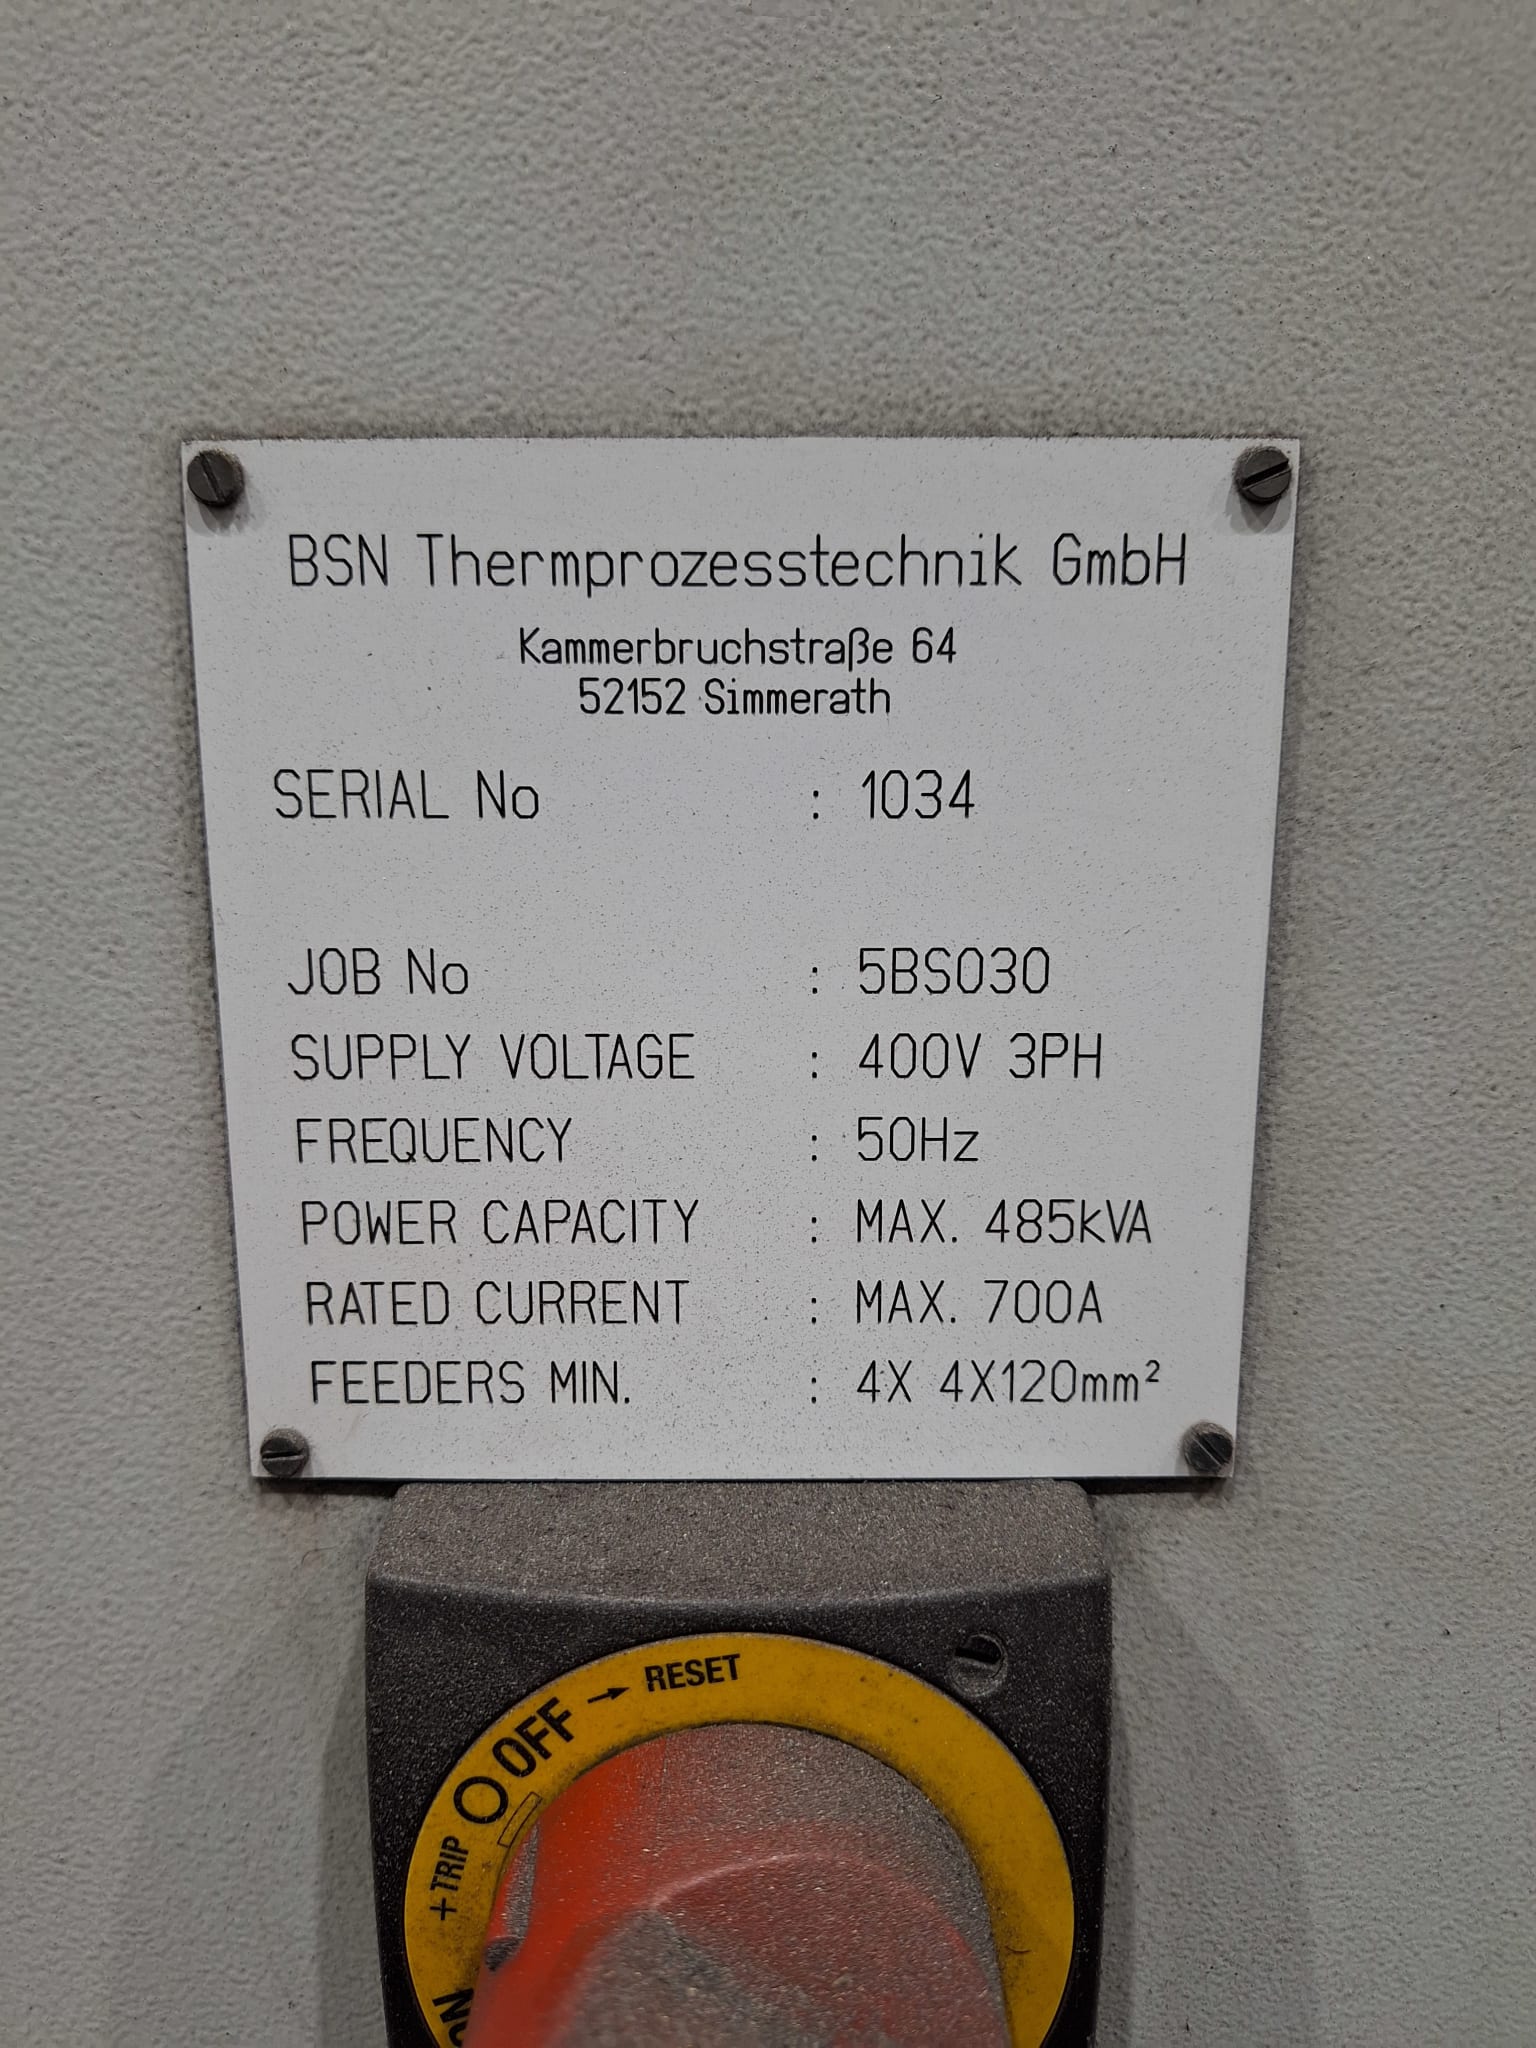 BSN Thermprozesstechnik GmbH
Kammerbruchstraße 64
52152 Simmerath
SERIAL No : 1034
JOB No : 5BS030
SUPPLY VOLTAGE : 400V 3PH
FREQUENCY : 50Hz
POWER CAPACITY : MAX. 485kVA
RATED CURRENT : MAX. 700A
FEEDERS MIN. : 4X 4X120mm²
ON
+ TRIP
O OFF → RESET